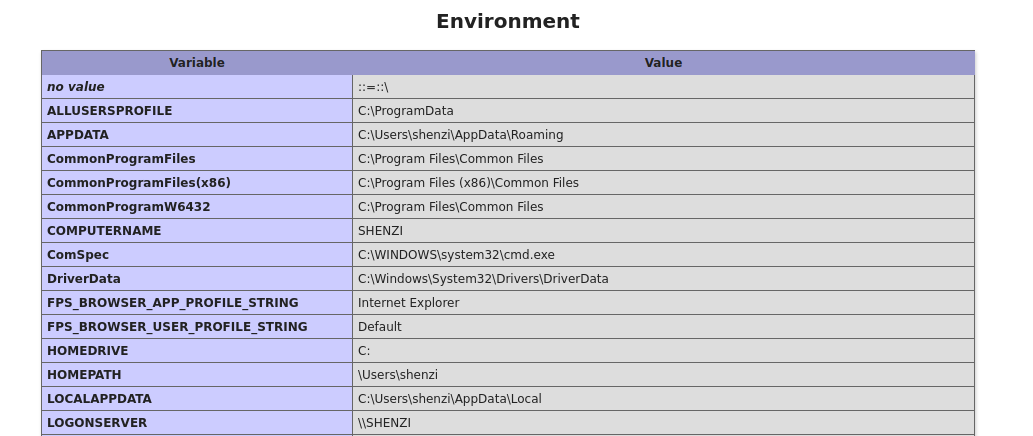 Environment
Variable Value
no value ::=::\
ALLUSERSPROFILE C:\ProgramData
APPDATA C:\Users\shenzi\AppData\Roaming
CommonProgramFiles C:\Program Files\Common Files
CommonProgramFiles(x86) C:\Program Files (x86)\Common Files
CommonProgramW6432 C:\Program Files\Common Files
COMPUTERNAME SHENZI
ComSpec C:\WINDOWS\system32\cmd.exe
DriverData C:\Windows\System32\Drivers\DriverData
FPS_BROWSER_APP_PROFILE_STRING Internet Explorer
FPS_BROWSER_USER_PROFILE_STRING Default
HOMEDRIVE C:
HOMEPATH \Users\shenzi
LOCALAPPDATA C:\Users\shenzi\AppData\Local
LOGONSERVER \\SHENZI